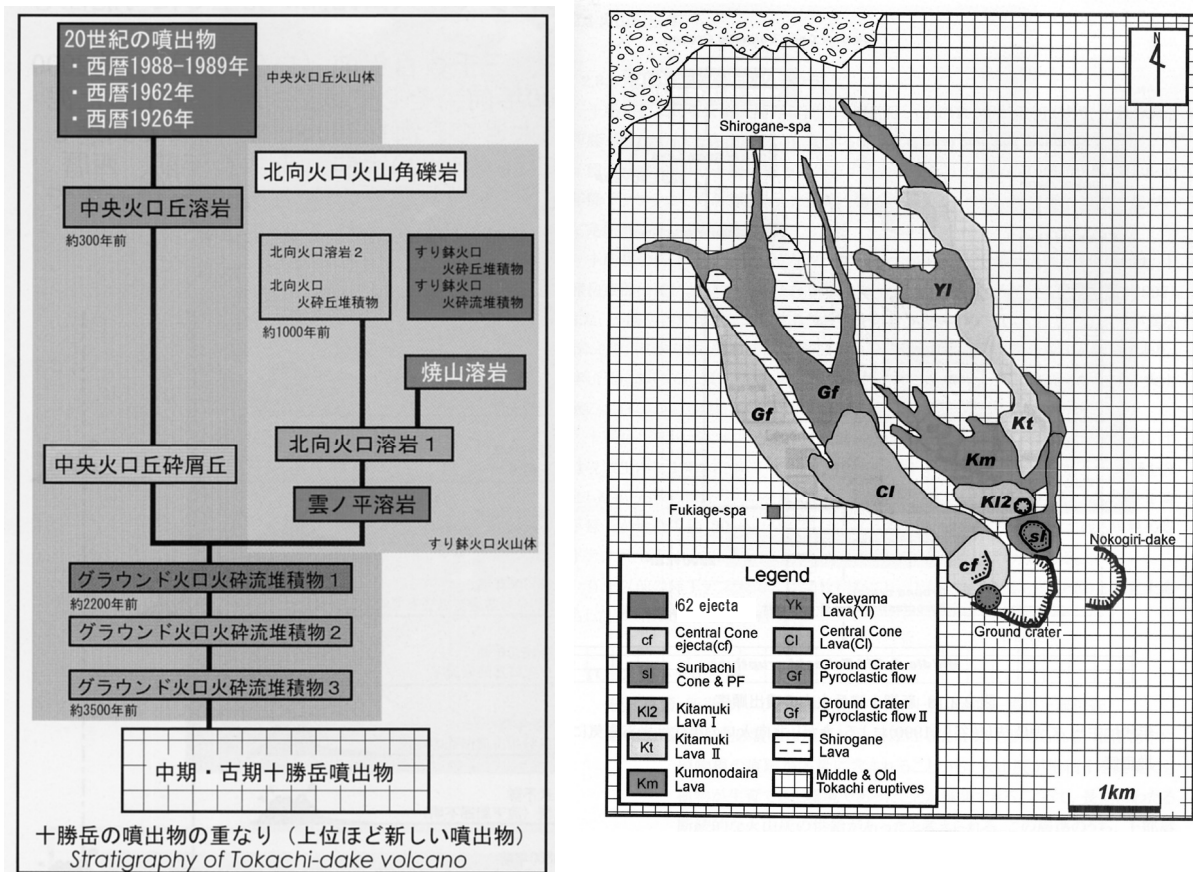 20世紀の噴出物
・西暦1988-1989年
・西暦1962年
・西暦1926年
中央火口丘火山体
北向火口火山角礫岩
中央火口丘溶岩
約300年前
北向火口溶岩2
北向火口
火砕丘堆積物
約1000年前
すり鉢火口
火砕丘堆積物
すり鉢火口
火砕流堆積物
焼山溶岩
北向火口溶岩1
中央火口丘砕屑丘
雲ノ平溶岩
すり鉢火口火山体
グラウンド火口火砕流堆積物1
約2200年前
グラウンド火口火砕流堆積物2
グラウンド火口火砕流堆積物3
約3500年前
中期・古期十勝岳噴出物
十勝岳の噴出物の重なり(上位ほど新しい噴出物)
Stratigraphy of Tokachi-dake volcano
N
Shirogane-spa
Yl
Gf
Gf
Kt
Km
Cl
Kl2
Fukiage-spa
sl
Nokogiri-dake
cf
Ground crater
Legend
62 ejecta
cf Central Cone
ejecta(cf)
sl Suribachi
Cone & PF
Kl2 Kitamuki
Lava I
Kt Kitamuki
Lava II
Km Kumonodaira
Lava
Yk Yakeyama
Lava(Yl)
Cl Central Cone
Lava(Cl)
Gf Ground Crater
Pyroclastic flow
Gf Ground Crater
Pyroclastic flow II
Shirogane
Lava
Middle & Old
Tokachi eruptives
1km